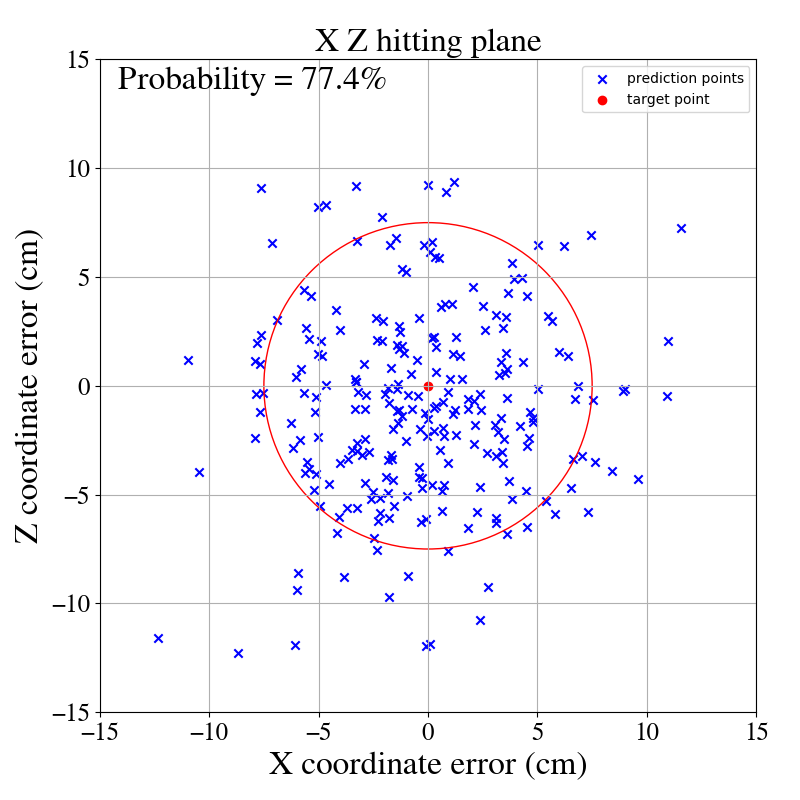 X Z hitting plane
Probability = 77.4%
prediction points
target point
15
10
5
0
−5
−10
−15
Z coordinate error (cm)
−15 −10 −5 0 5 10 15
X coordinate error (cm)